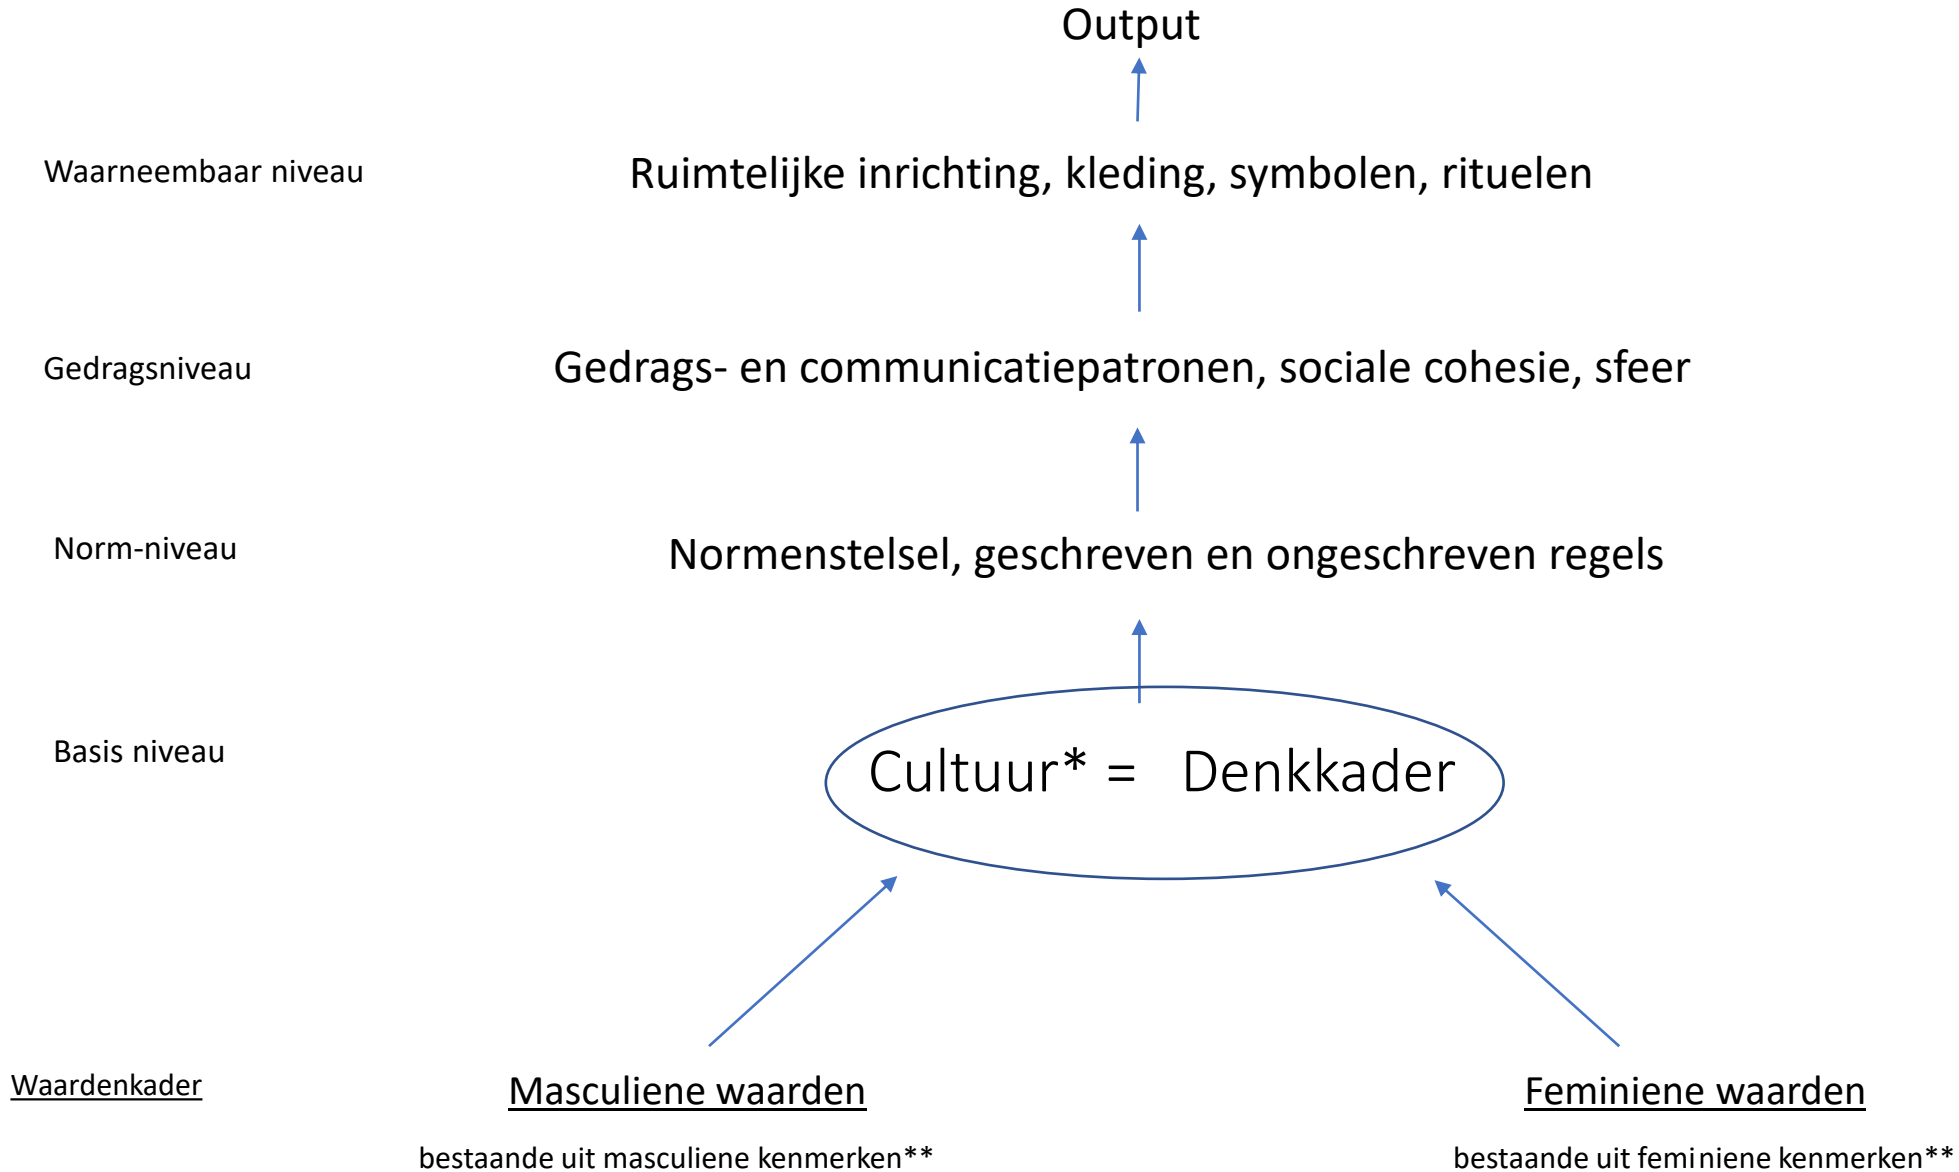 Output
Waarneembaar niveau
Ruimtelijke inrichting, kleding, symbolen, rituelen
Gedragsniveau
Gedrags- en communicatiepatronen, sociale cohesie, sfeer
Norm-niveau
Normenstelsel, geschreven en ongeschreven regels
Basis niveau
Cultuur* = Denkkader
Waardenkader
Masculiene waarden
Feminiene waarden
bestaande uit masculiene kenmerken**
bestaande uit feminiene kenmerken**